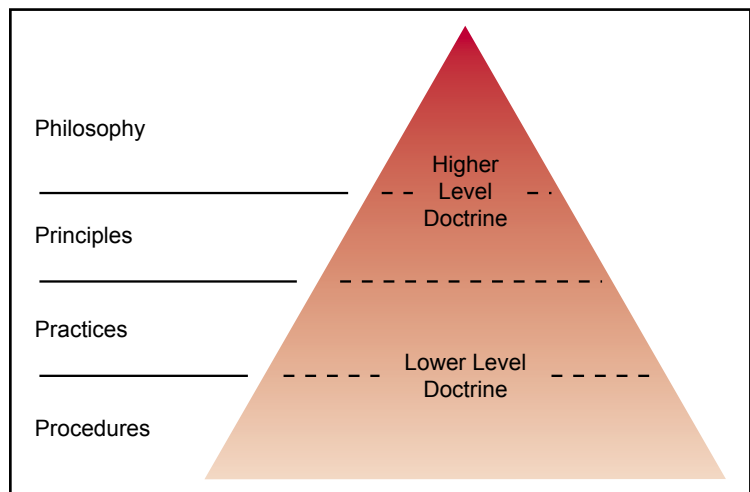 Philosophy
Higher
Level
Doctrine
Principles
Practices
Lower Level
Doctrine
Procedures